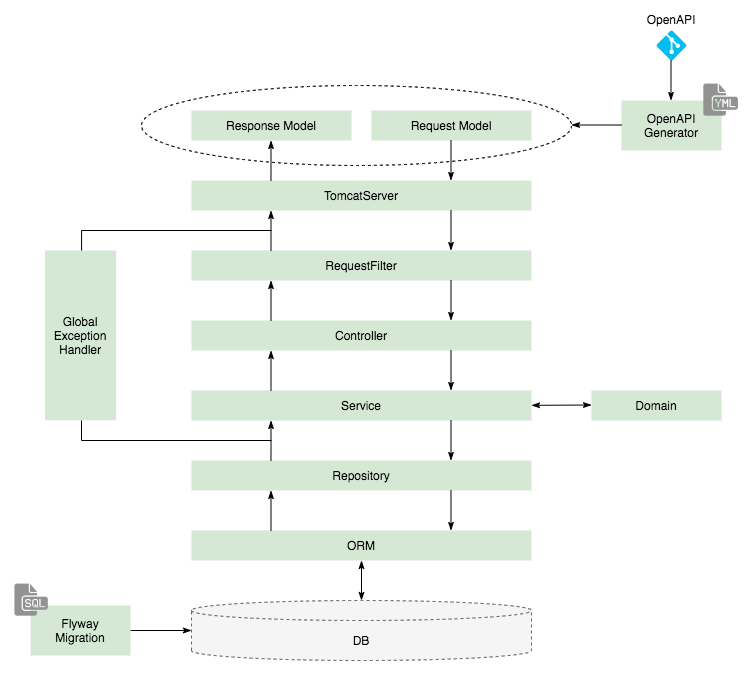 OpenAPI
YML
OpenAPI
Generator
Response Model
Request Model
TomcatServer
RequestFilter
Global
Exception
Handler
Controller
Service
Domain
Repository
ORM
SQL
Flyway
Migration
DB